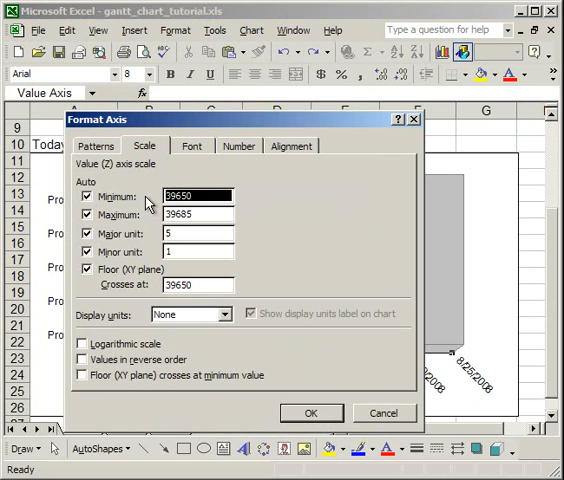 Microsoft Excel - gantt_chart_tutorial.xls
File Edit View Insert Format Tools Chart Window Help Type a question for help
Arial 8 B I U $ %
Value Axis
Format Axis
G
Patterns Scale Font Number Alignment
Value (Z) axis scale
Auto
Minimum: 39650
Maximum: 39685
Major unit: 5
Minor unit: 1
Floor (XY plane)
Crosses at: 39650
Display units: None Show display units label on chart
Logarithmic scale
Values in reverse order
Floor (XY plane) crosses at minimum value
OK Cancel
9
10 Today
11
12
13 Pro
14
15
16 Pro
17
18
19
20 Pro
21
22 Pro
23
24
25
26
8/25/2008
Draw AutoShapes
Ready